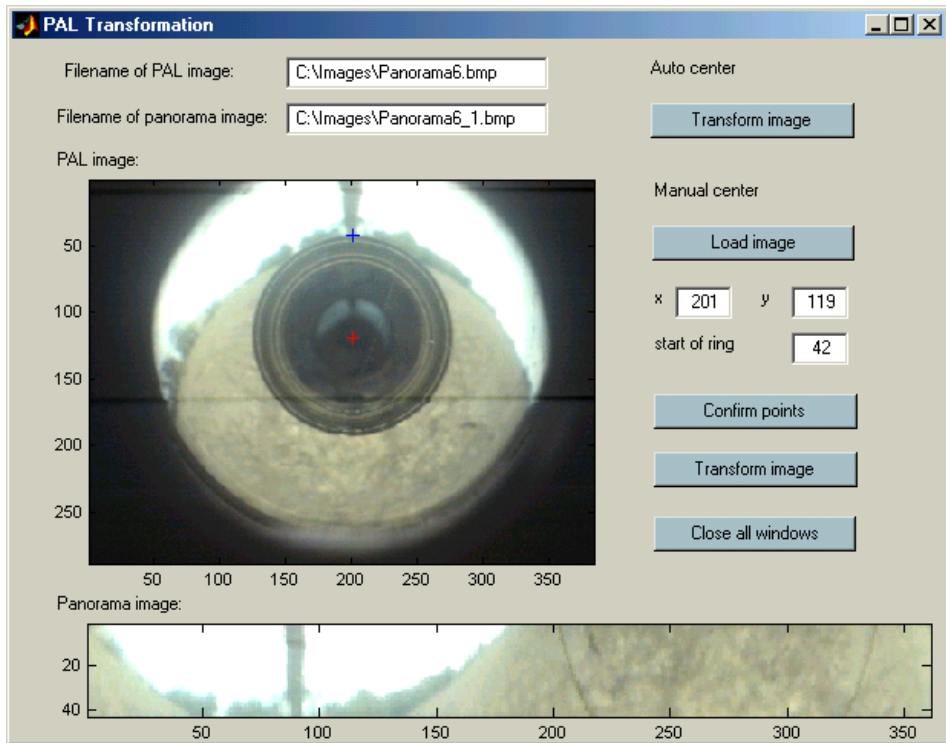 PAL Transformation
Filename of PAL image: C:\Images\Panorama6.bmp
Auto center
Filename of panorama image: C:\Images\Panorama6_1.bmp
Transform image
PAL image:
Manual center
Load image
x 201 y 119
start of ring 42
Confirm points
Transform image
Close all windows
50
100
150
200
250
50 100 150 200 250 300 350
Panorama image:
20
40
50 100 150 200 250 300 350